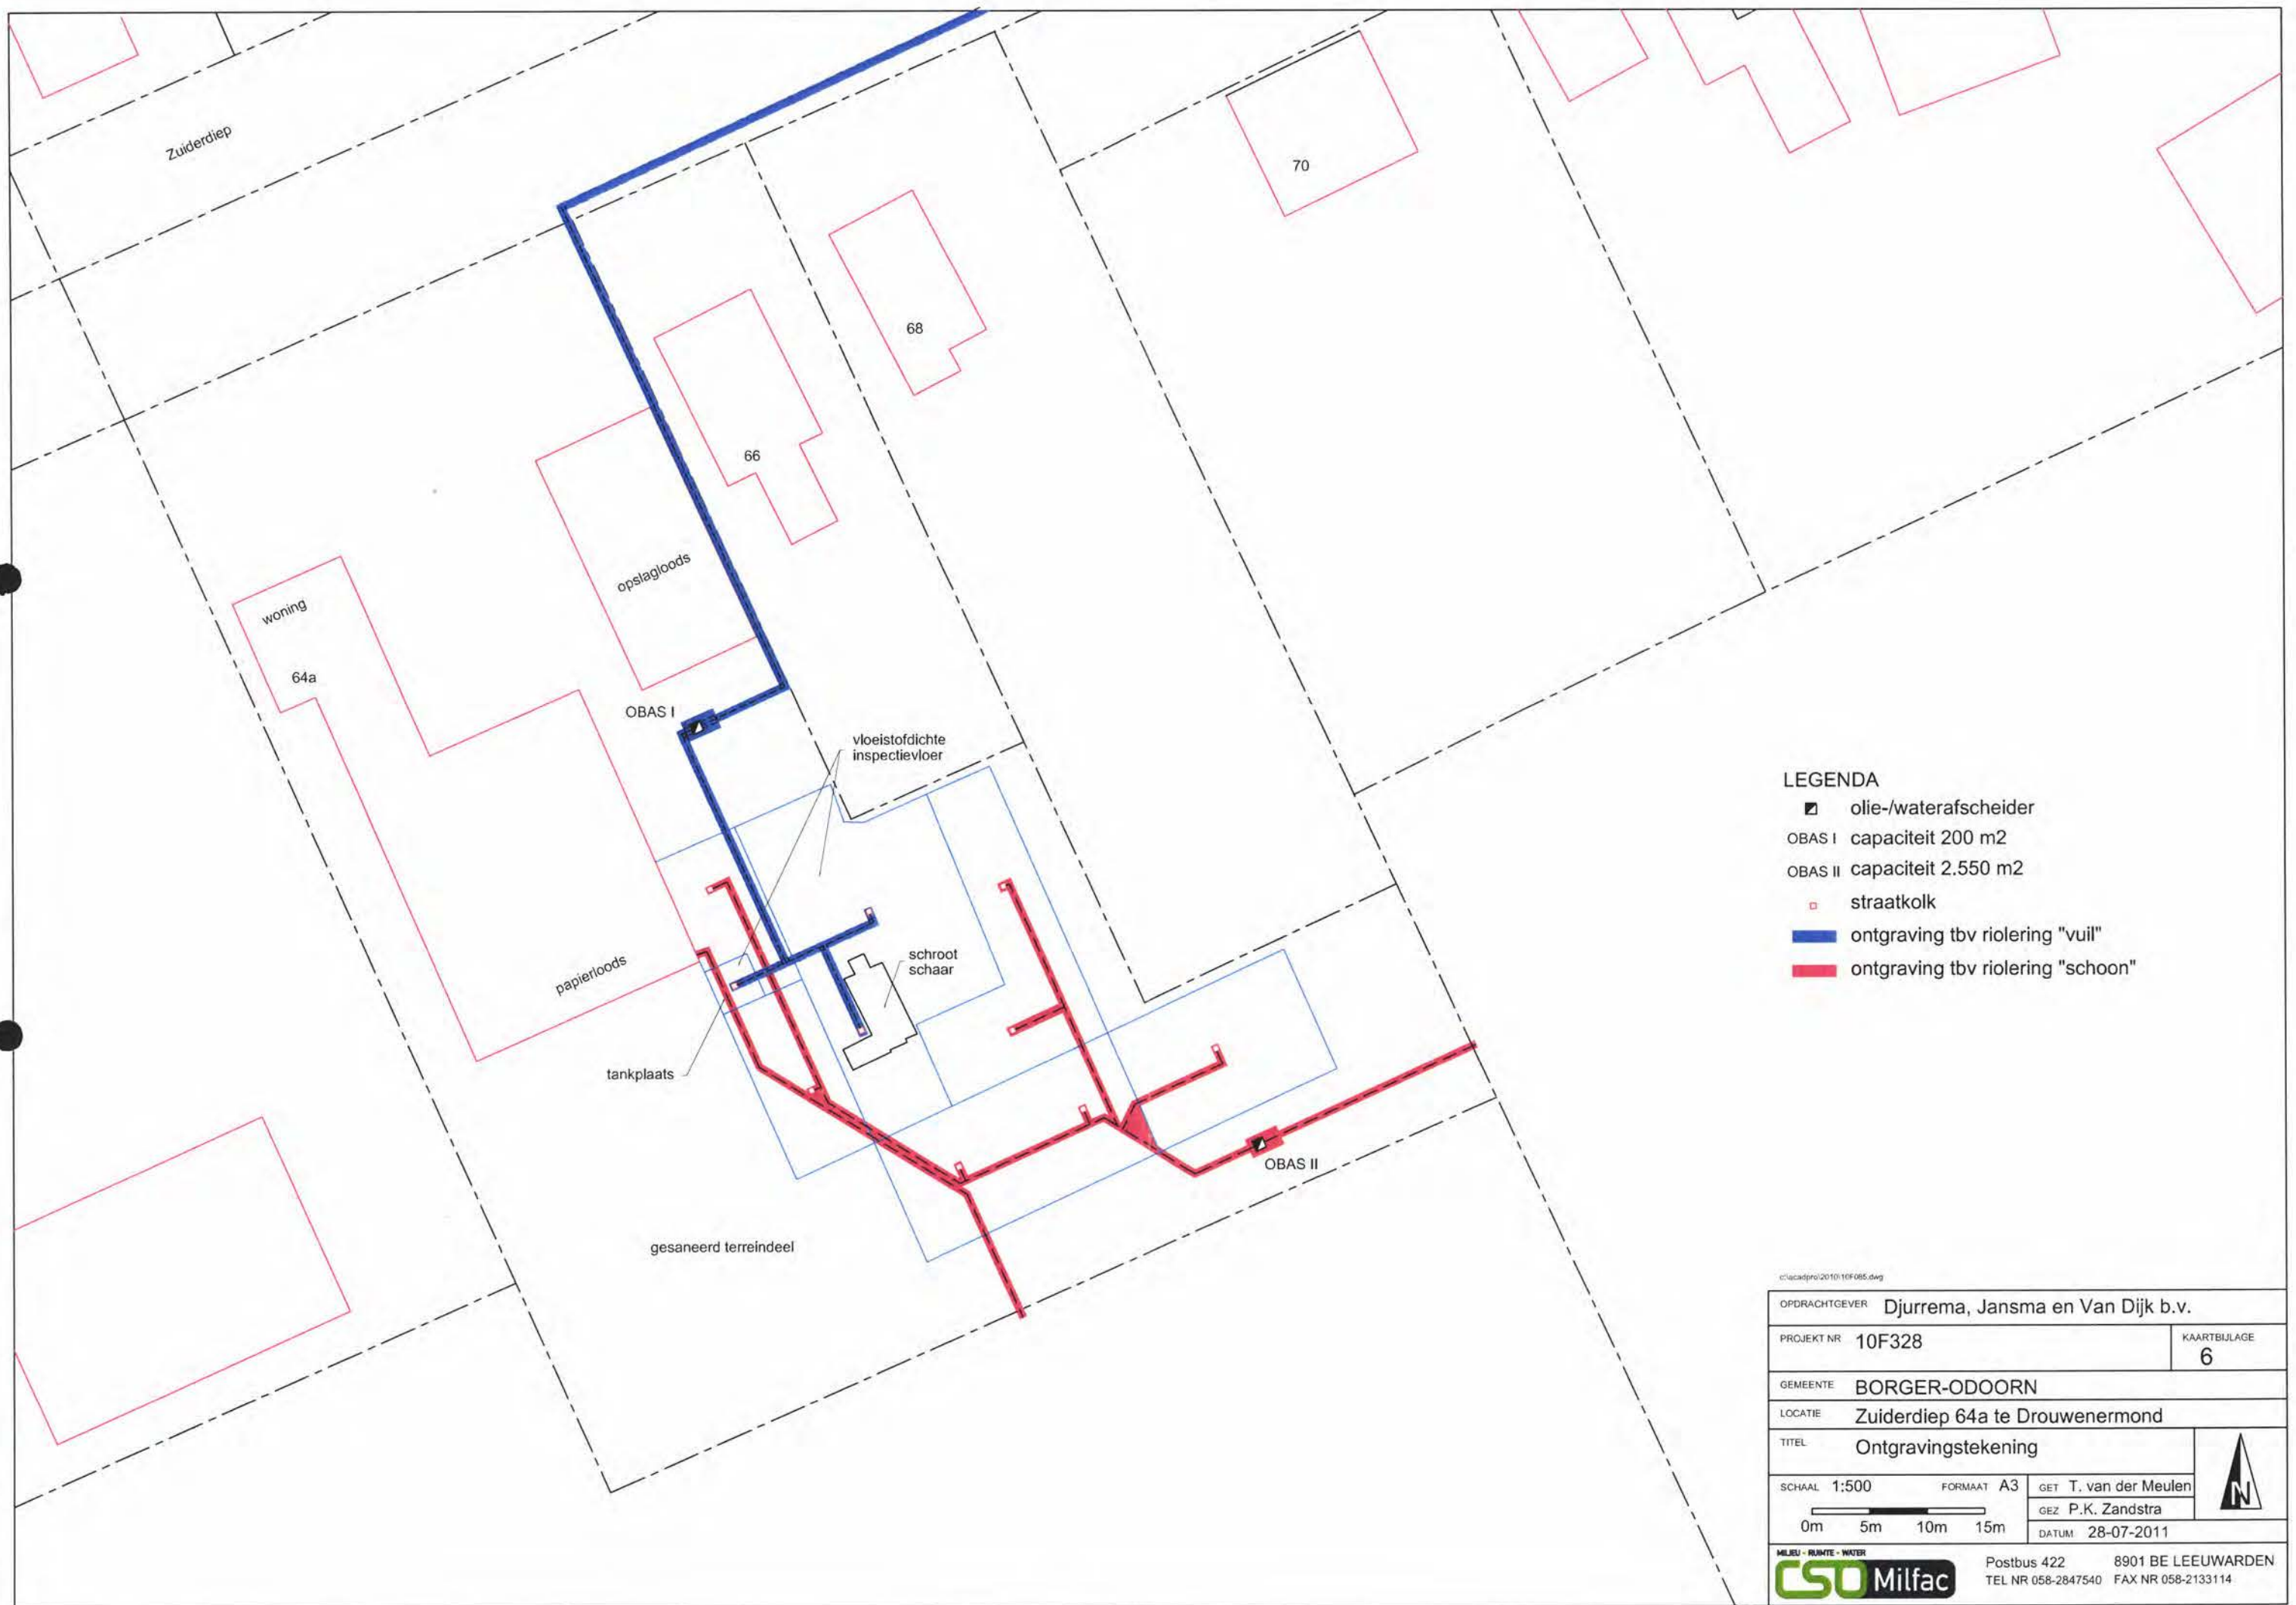 Zuiderdiep
70
68
66
opslagloods
woning
64a
OBAS I
vloeistofdichte
inspectievloer
schroot
schaar
papierloods
tankplaats
OBAS II
gesaneerd terreindeel
LEGENDA
olie-/waterafscheider
OBAS I capaciteit 200 m2
OBAS II capaciteit 2.550 m2
straatkolk
ontgraving tbv riolering "vuil"
ontgraving tbv riolering "schoon"
c:\acadpro\2010\10F085.dwg
OPDRACHTGEVER Djurrema, Jansma en Van Dijk b.v.
PROJEKT NR 10F328
KAARTBIJLAGE
6
GEMEENTE BORGER-ODOORN
LOCATIE Zuiderdiep 64a te Drouwenermond
TITEL Ontgravingstekening
N
SCHAAL 1:500 FORMAAT A3
0m 5m 10m 15m
GET T. van der Meulen
GEZ P.K. Zandstra
DATUM 28-07-2011
MILIEU - RUIMTE - WATER
CSO Milfac
Postbus 422 8901 BE LEEUWARDEN
TEL NR 058-2847540 FAX NR 058-2133114